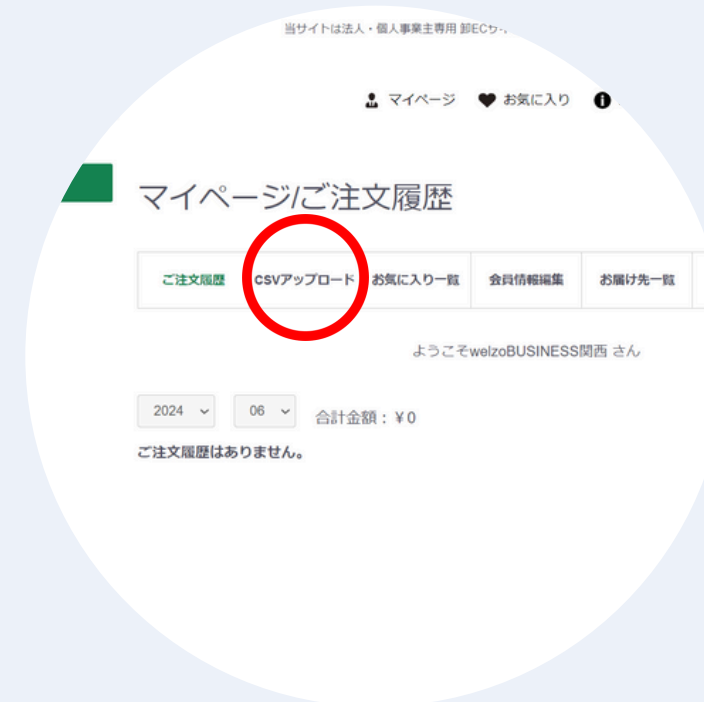 当サイトは法人・個人事業主専用 卸ECサ
マイページ お気に入り
マイページ/ご注文履歴
ご注文履歴 CSVアップロード お気に入り一覧 会員情報編集 お届け先一覧
ようこそwelzoBUSINESS関西 さん
2024 06 合計金額：¥0
ご注文履歴はありません。